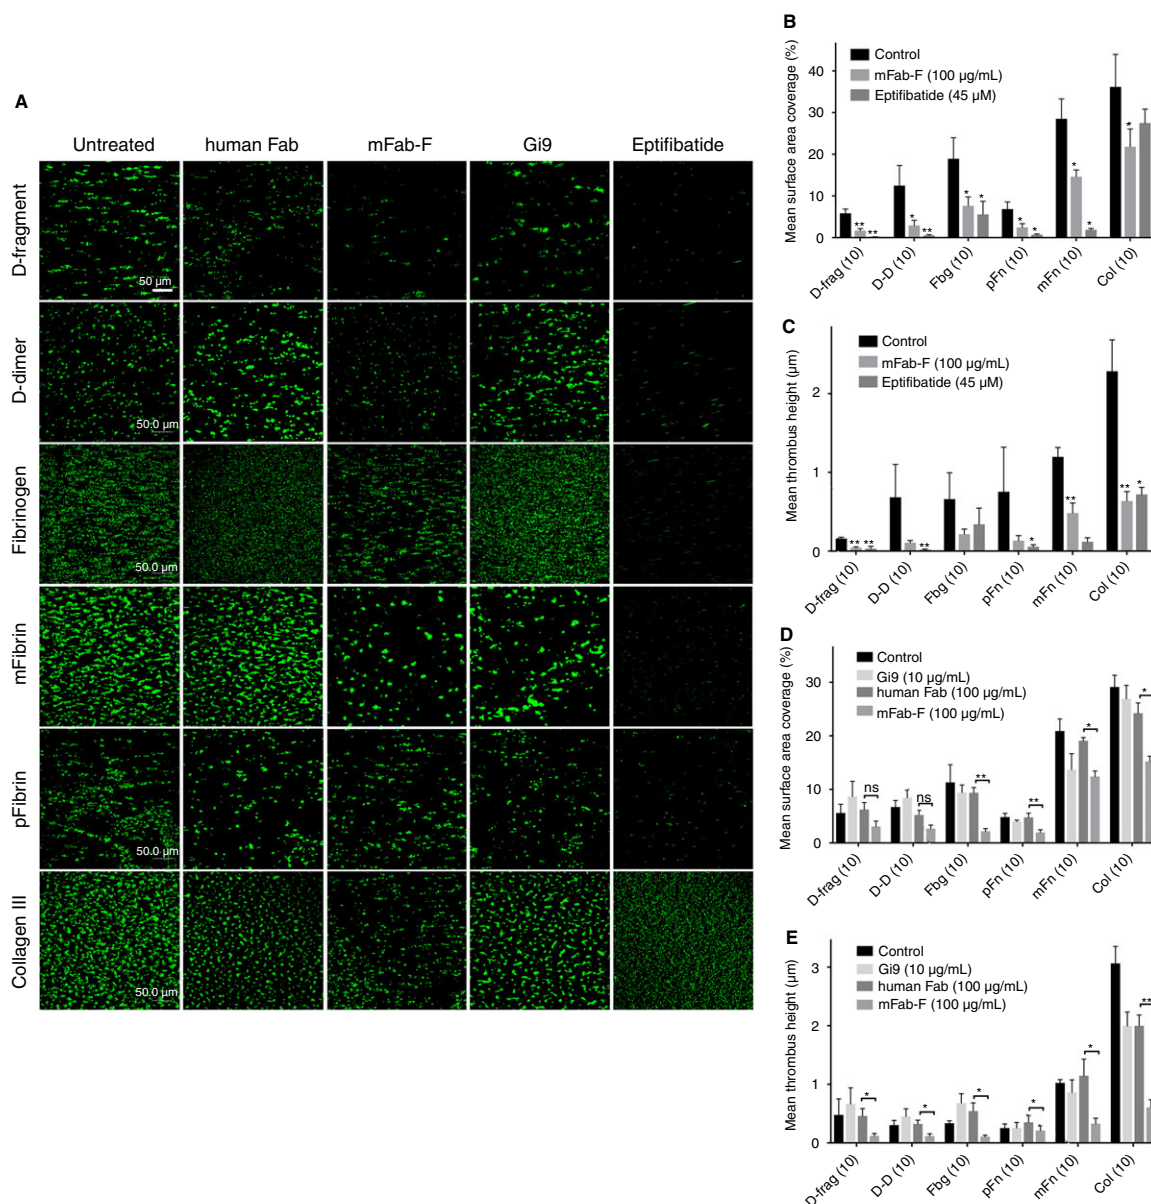 A
Untreated human Fab mFab-F Gi9 Eptifibatide
D-fragment
50 µm
D-dimer
50.0 µm
Fibrinogen
50.0 µm
mFibrin
pFibrin
50.0 µm
Collagen III
50.0 µm
B
Mean surface area coverage (%)
40
30
20
10
0
Control
mFab-F (100 µg/mL)
Eptifibatide (45 µM)
** ** * ** * * * * * * *
D-frag (10) D-D (10) Fbg (10) pFn (10) mFn (10) Col (10)
C
Mean thrombus height (µm)
2
1
0
Control
mFab-F (100 µg/mL)
Eptifibatide (45 µM)
** ** ** * ** ** *
D-frag (10) D-D (10) Fbg (10) pFn (10) mFn (10) Col (10)
D
Mean surface area coverage (%)
30
20
10
0
Control
Gi9 (10 µg/mL)
human Fab (100 µg/mL)
mFab-F (100 µg/mL)
ns ns ** ** * *
D-frag (10) D-D (10) Fbg (10) pFn (10) mFn (10) Col (10)
E
Mean thrombus height (µm)
3
2
1
0
Control
Gi9 (10 µg/mL)
human Fab (100 µg/mL)
mFab-F (100 µg/mL)
* * * * * **
D-frag (10) D-D (10) Fbg (10) pFn (10) mFn (10) Col (10)